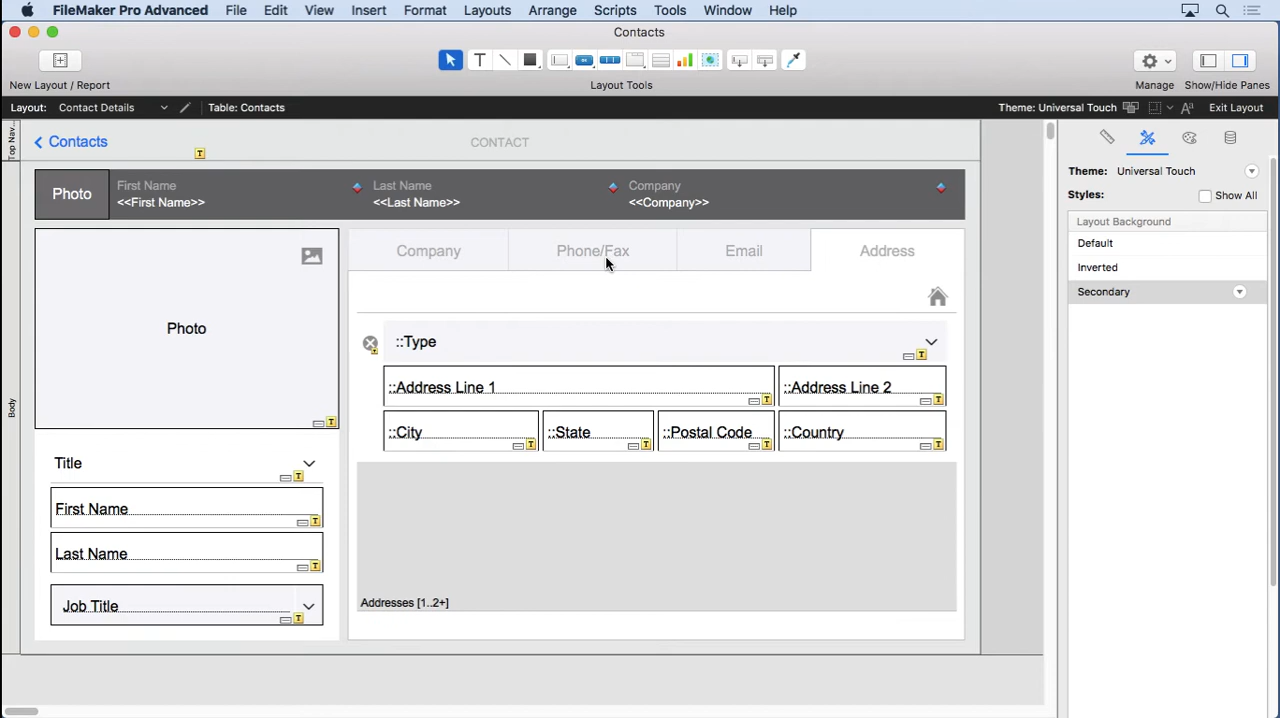 FileMaker Pro Advanced File Edit View Insert Format Layouts Arrange Scripts Tools Window Help
Contacts
New Layout / Report
Layout Tools
Manage
Show/Hide Panes
Layout: Contact Details
Table: Contacts
Theme: Universal Touch
Aª
Exit Layout
Top Nav...
Contacts
T
CONTACT
Photo
First Name
<<First Name>>
Last Name
<<Last Name>>
Company
<<Company>>
Photo
T
Title
T
First Name
T
Last Name
T
Job Title
T
Body
Company
Phone/Fax
Email
Address
::Type
T
::Address Line 1
T
::Address Line 2
T
::City
T
::State
T
::Postal Code
T
::Country
T
Addresses [1..2+]
Theme: Universal Touch
Styles:
Show All
Layout Background
Default
Inverted
Secondary